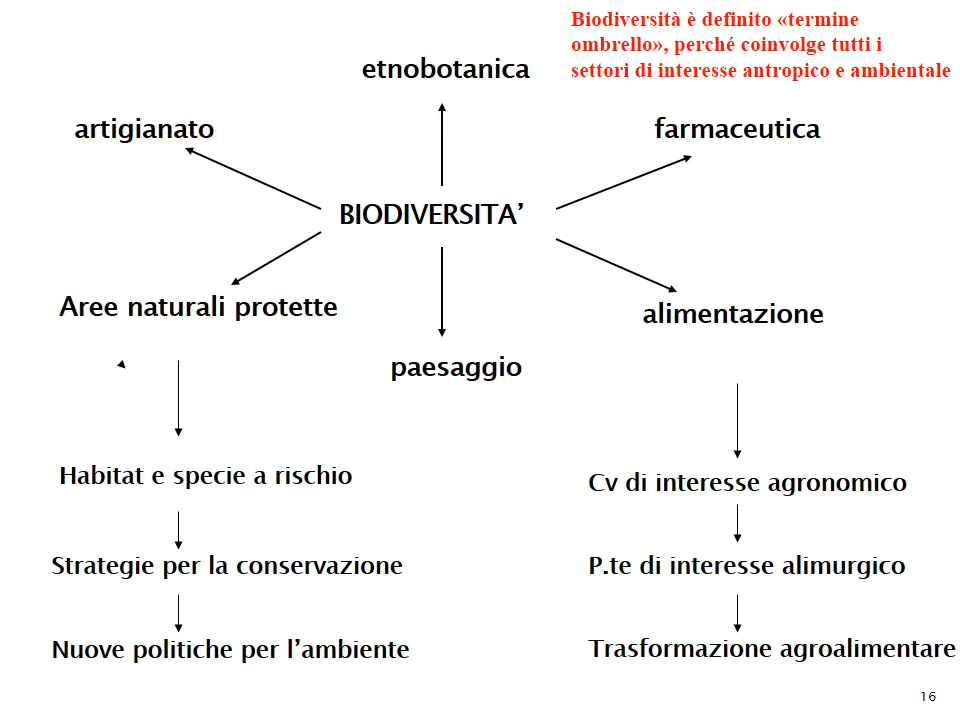 Biodiversità è definito «termine
ombrello», perché coinvolge tutti i
settori di interesse antropico e ambientale
etnobotanica
artigianato
farmaceutica
BIODIVERSITA’
Aree naturali protette
alimentazione
paesaggio
Habitat e specie a rischio
Cv di interesse agronomico
Strategie per la conservazione
P.te di interesse alimurgico
Nuove politiche per l’ambiente
Trasformazione agroalimentare
16